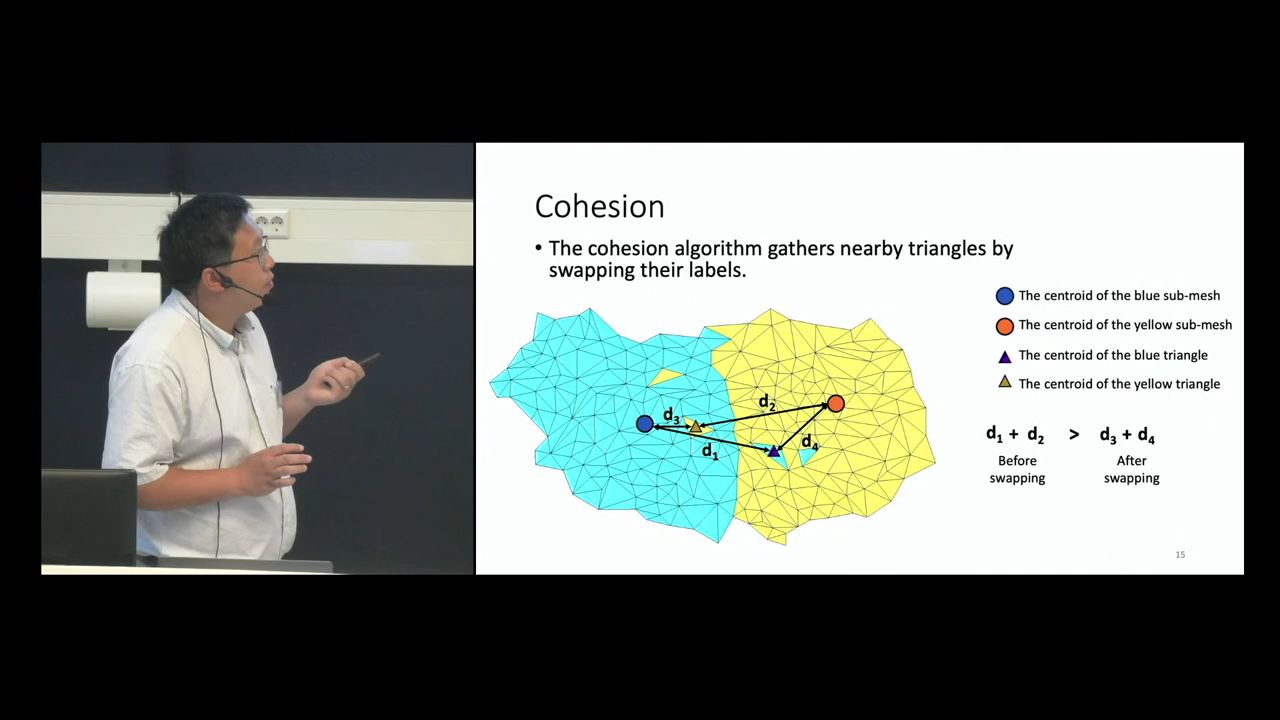 Cohesion
• The cohesion algorithm gathers nearby triangles by
swapping their labels.
The centroid of the blue sub-mesh
The centroid of the yellow sub-mesh
The centroid of the blue triangle
The centroid of the yellow triangle
d₂
d₃
d₄
d₁
d₁ + d₂ > d₃ + d₄
Before swapping
After swapping
15